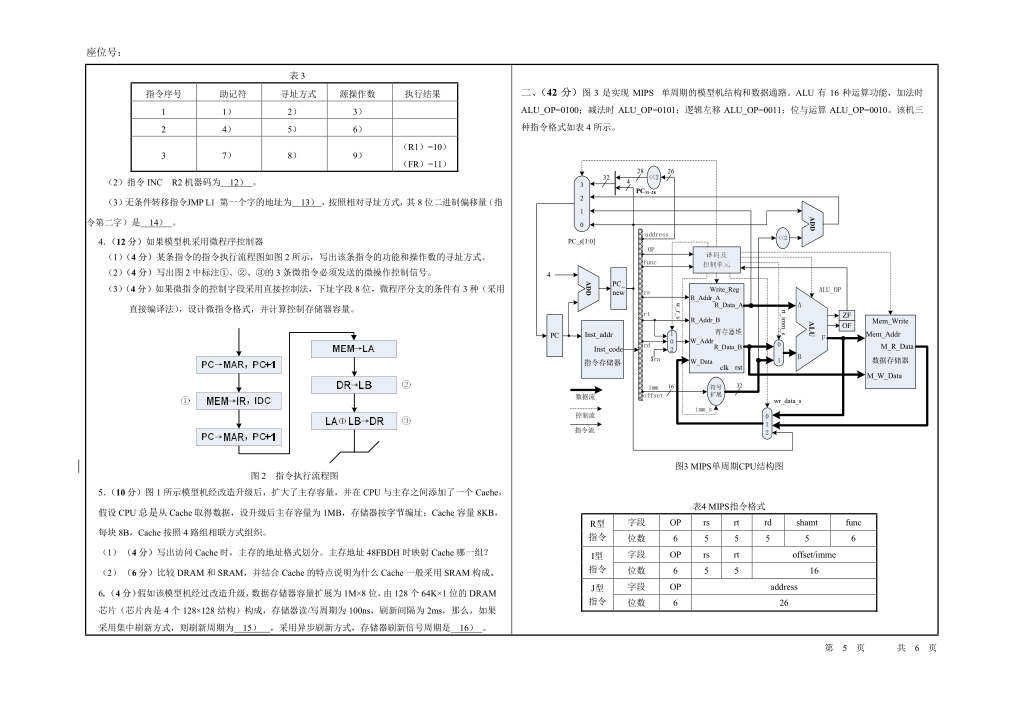 座位号：
表 3
指令序号 助记符 寻址方式 源操作数 执行结果
1 1） 2） 3）
2 4） 5） 6）
3 7） 8） 9） （R1）=10）
（FR）=11）
（2）指令 INC R2 机器码为 12） 。
（3）无条件转移指令JMP L1 第一个字的地址为 13） ，按照相对寻址方式，其 8 位二进制偏移量（指
令第二字）是 14） 。
4.（12 分）如果模型机采用微程序控制器
（1）（4 分）某条指令的指令执行流程图如图 2 所示，写出该条指令的功能和操作数的寻址方式。
（2）（4 分）写出图 2 中标注①、②、③的 3 条微指令必须发送的微操作控制信号。
（3）（4 分）如果微指令的控制字段采用直接控制法，下址字段 8 位，微程序分支的条件有 3 种（采用
直接编译法），设计微指令格式，并计算控制存储器容量。
PC→MAR，PC+1
① MEM→IR，IDC
PC→MAR，PC+1
MEM→LA
DR→LB ②
LA①LB→DR ③
图 2 指令执行流程图
5.（10 分）图 1 所示模型机经改造升级后，扩大了主存容量，并在 CPU 与主存之间添加了一个 Cache，
假设 CPU 总是从 Cache 取得数据，设升级后主存容量为 1MB，存储器按字节编址；Cache 容量 8KB，
每块 8B，Cache 按照 4 路组相联方式组织。
（1）（4 分）写出访问 Cache 时，主存的地址格式划分。主存地址 48FBDH 时映射 Cache 哪一组？
（2）（6 分）比较 DRAM 和 SRAM，并结合 Cache 的特点说明为什么 Cache 一般采用 SRAM 构成。
6.（4 分）假如该模型机经过改造升级，数据存储器容量扩展为 1M×8 位，由 128 个 64K×1 位的 DRAM
芯片（芯片内是 4 个 128×128 结构）构成，存储器读/写周期为 100ns，刷新间隔为 2ms，那么，如果
采用集中刷新方式，则刷新周期为 15） ，采用异步刷新方式，存储器刷新信号周期是 16） 。
二、（42 分）图 3 是实现 MIPS 单周期的模型机结构和数据通路。ALU 有 16 种运算功能，加法时
ALU_OP=0100；减法时 ALU_OP=0101；逻辑左移 ALU_OP=0011；位与运算 ALU_OP=0010。该机三
种指令格式如表 4 所示。
3
2
1
0
PC_s[1:0]
32
28
4
<<2
26
PC31-28
ADD
<<2
address
OP
func
译码及
控制单元
4
ADD
PC_
new
PC
Inst_addr
Inst_code
指令存储器
rs
rt
rd
$ra
w_r_s
0
1
2
Write_Reg
R_Addr_A
R_Data_A
R_Addr_B
寄存器堆
W_Addr
R_Data_B
W_Data
clk rst
rt_imm_s
0
1
ALU_OP
A
ALU
F
B
ZF
OF
Mem_Write
Mem_Addr
M_R_Data
数据存储器
M_W_Data
imm
offset
16
符号
扩展
32
imm_s
wr_data_s
0
1
2
数据流
控制流
指令流
图3 MIPS单周期CPU结构图
表4 MIPS指令格式
R型
指令
字段 OP rs rt rd shamt func
位数 6 5 5 5 5 6
I型
指令
字段 OP rs rt offset/imme
位数 6 5 5 16
J型
指令
字段 OP address
位数 6 26
第 5 页 共 6 页